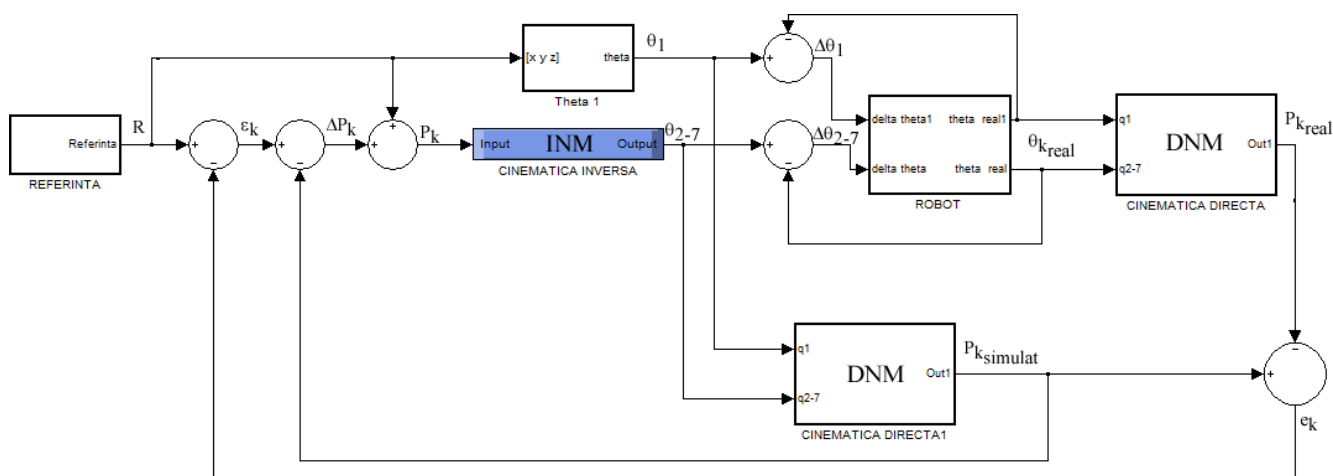 θ1
Δθ1
[x y z]
theta
Theta 1
R
εk
ΔPk
Pk
Referinta
REFERINTA
Input
INM
Output
CINEMATICA INVERSA
θ2-7
Δθ2-7
delta theta1
theta real1
delta theta
theta real
ROBOT
θkreal
q1
DNM
Out1
q2-7
CINEMATICA DIRECTA
Pkreal
q1
DNM
Out1
q2-7
CINEMATICA DIRECTA1
Pksimulat
ek